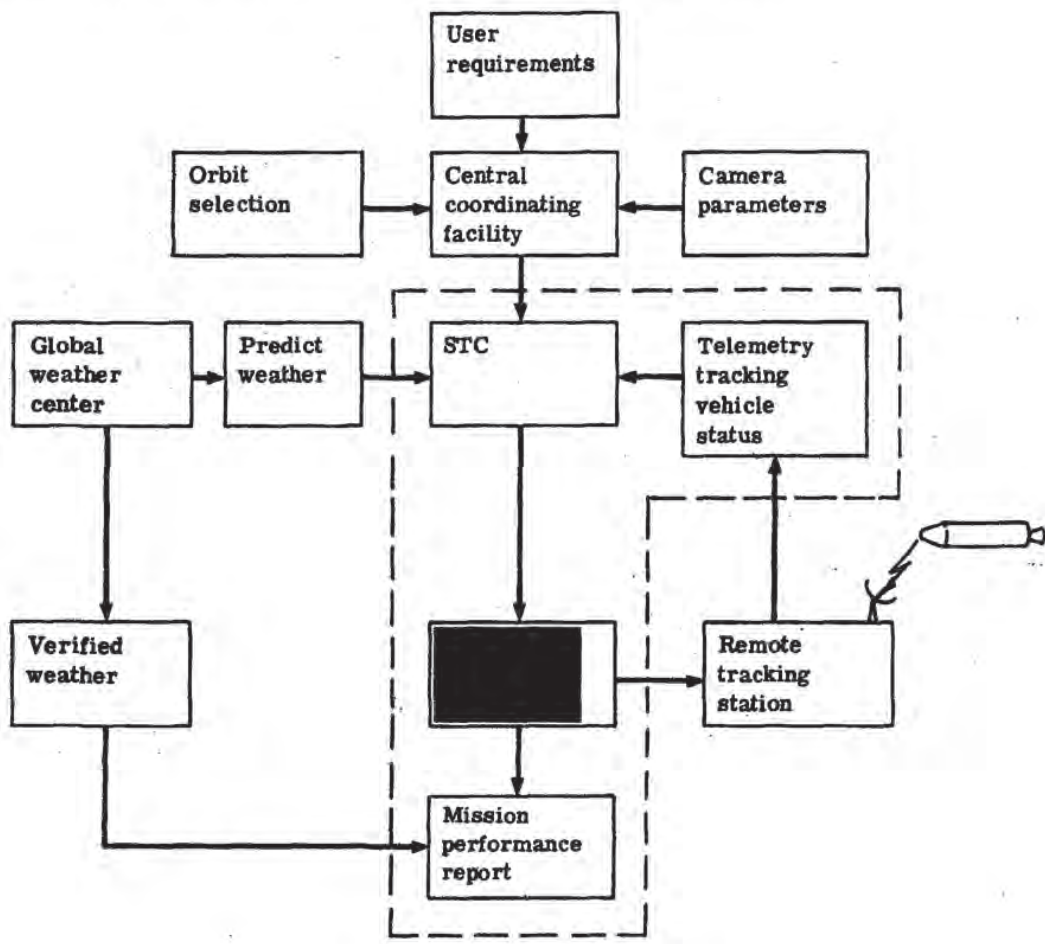 User
requirements
Orbit
selection
Central
coordinating
facility
Camera
parameters
Global
weather
center
Predict
weather
STC
Telemetry
tracking
vehicle
status
Verified
weather
Remote
tracking
station
Mission
performance
report